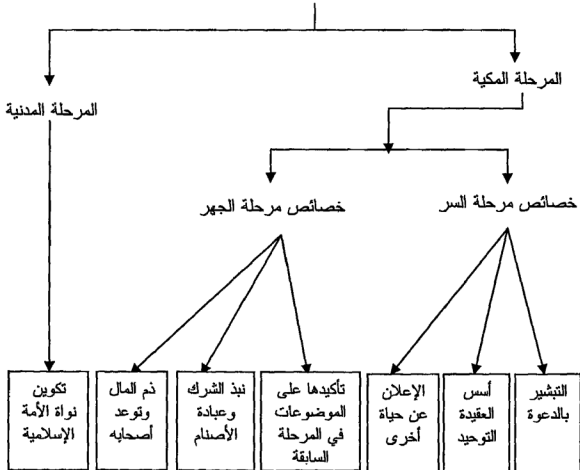 المرحلة المكية
المرحلة المدنية
خصائص مرحلة السر
خصائص مرحلة الجهر
التبشير
بالدعوة
أسس
العقيدة
التوحيد
الإعلان
عن حياة
أخرى
تأكيدها على
الموضوعات
في المرحلة
السابقة
نبذ الشرك
وعبادة
الأصنام
ذم المال
وتوعد
أصحابه
تكوين
نواة الأمة
الإسلامية